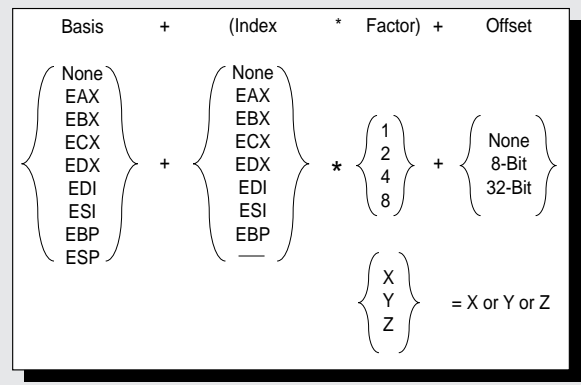 Basis + (Index * Factor) + Offset
None None
EAX EAX
EBX EBX 1 None
ECX ECX 2 8-Bit
EDX + EDX * 4 + 32-Bit
EDI EDI 8
ESI ESI
EBP EBP
ESP —
X
Y = X or Y or Z
Z